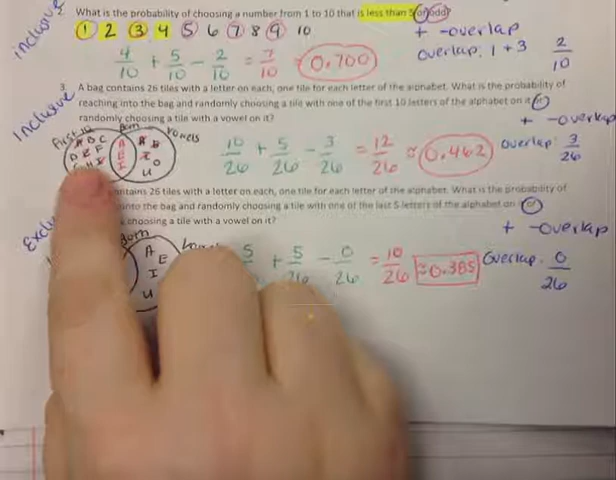 inclusive 2. What is the probability of choosing a number from 1 to 10 that is less than 5 or odd?
1 2 3 4 5 6 7 8 9 10 + -overlap
overlap: 1 + 3 2/10
4/10 + 5/10 - 2/10 = 7/10 = 0.700
Inclusive 3. A bag contains 26 tiles with a letter on each, one tile for each letter of the alphabet. What is the probability of
reaching into the bag and randomly choosing a tile with one of the first 10 letters of the alphabet on it or
randomly choosing a tile with a vowel on it? + -overlap
First 10 Both Vowels
10/26 + 5/26 - 3/26 = 12/26 ≈ 0.462 overlap: 3/26
A E I O U
contains 26 tiles with a letter on each, one tile for each letter of the alphabet. What is the probability of
into the bag and randomly choosing a tile with one of the last 5 letters of the alphabet on or
choosing a tile with a vowel on it? + -overlap
Both
5 + 5/26 - 0/26 = 10/26 ≈ 0.385 Overlap: 0/26
A E I U